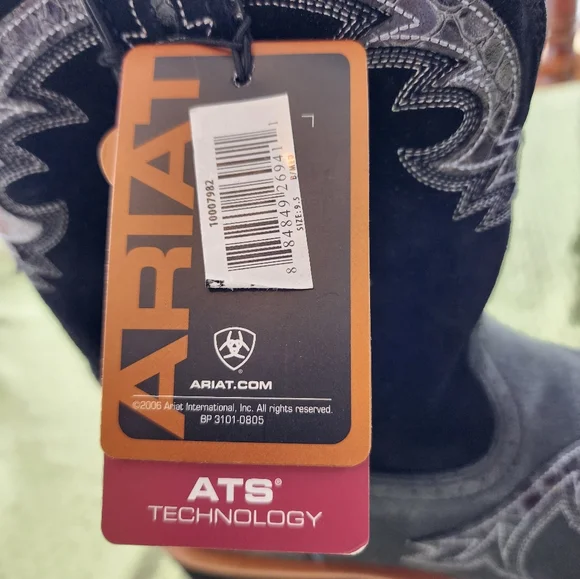 ARIAT
10007982
8 84849 26941 1
SIZE: 9.5
ARIAT.COM
©2006 Ariat International, Inc. All rights reserved.
BP 3101-0805
ATS®
TECHNOLOGY